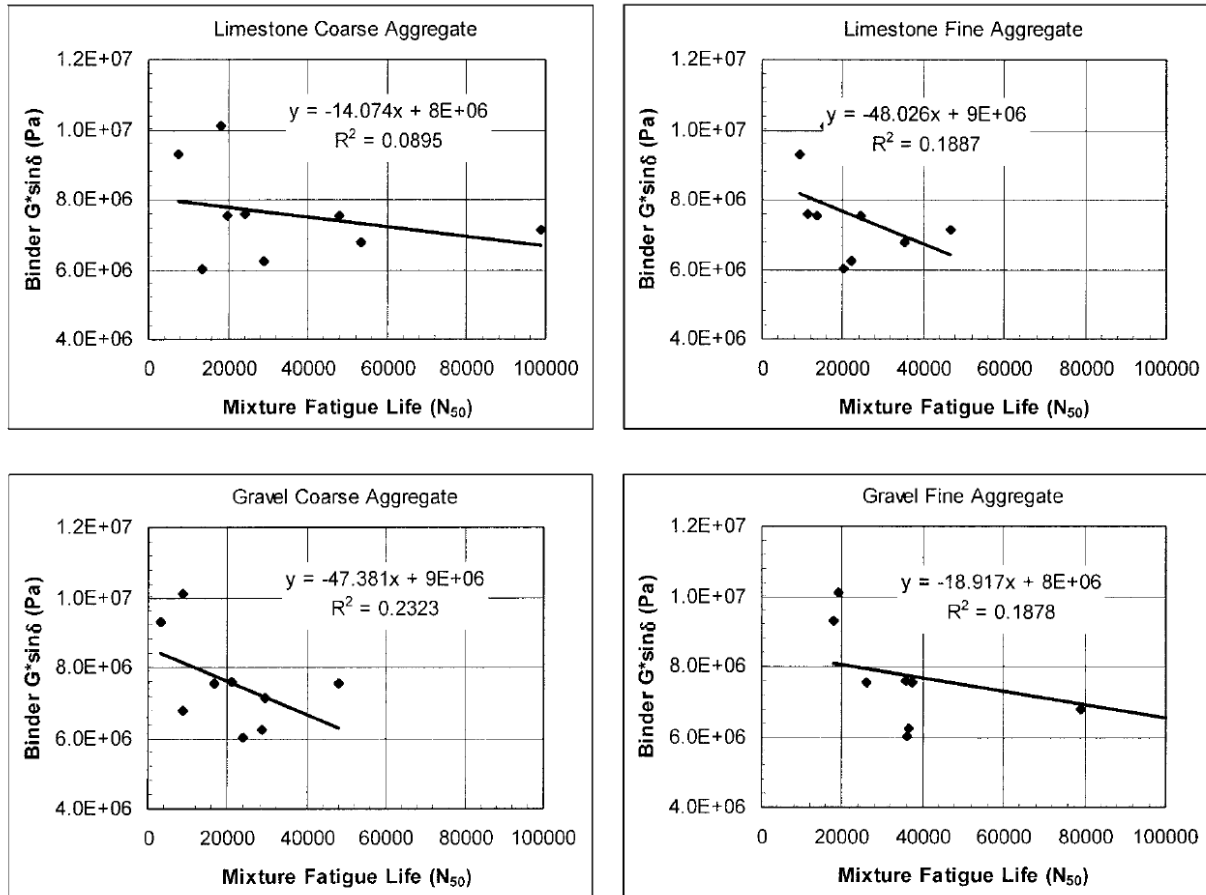 Limestone Coarse Aggregate
1.2E+07
1.0E+07
8.0E+06
6.0E+06
4.0E+06
Binder G*sinδ (Pa)
y = -14.074x + 8E+06
R² = 0.0895
0 20000 40000 60000 80000 100000
Mixture Fatigue Life (N₅₀)
Limestone Fine Aggregate
1.2E+07
1.0E+07
8.0E+06
6.0E+06
4.0E+06
Binder G*sinδ (Pa)
y = -48.026x + 9E+06
R² = 0.1887
0 20000 40000 60000 80000 100000
Mixture Fatigue Life (N₅₀)
Gravel Coarse Aggregate
1.2E+07
1.0E+07
8.0E+06
6.0E+06
4.0E+06
Binder G*sinδ (Pa)
y = -47.381x + 9E+06
R² = 0.2323
0 20000 40000 60000 80000 100000
Mixture Fatigue Life (N₅₀)
Gravel Fine Aggregate
1.2E+07
1.0E+07
8.0E+06
6.0E+06
4.0E+06
Binder G*sinδ (Pa)
y = -18.917x + 8E+06
R² = 0.1878
0 20000 40000 60000 80000 100000
Mixture Fatigue Life (N₅₀)